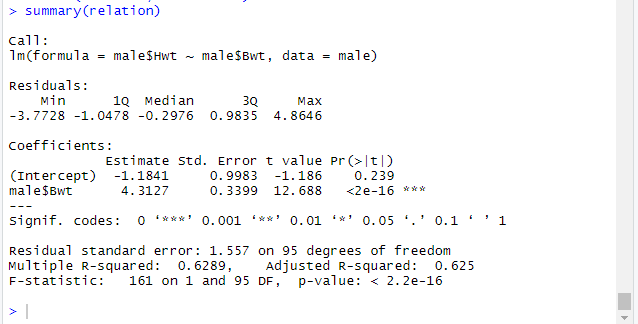 > summary(relation)
Call:
lm(formula = male$Hwt ~ male$Bwt, data = male)
Residuals:
    Min      1Q  Median      3Q     Max
-3.7728 -1.0478 -0.2976  0.9835  4.8646
Coefficients:
            Estimate Std. Error t value Pr(>|t|)
(Intercept)  -1.1841     0.9983  -1.186    0.239
male$Bwt      4.3127     0.3399  12.688   <2e-16 ***
---
Signif. codes:  0 ‘***’ 0.001 ‘**’ 0.01 ‘*’ 0.05 ‘.’ 0.1 ‘ ’ 1
Residual standard error: 1.557 on 95 degrees of freedom
Multiple R-squared:  0.6289,    Adjusted R-squared:  0.625
F-statistic:   161 on 1 and 95 DF,  p-value: < 2.2e-16
>